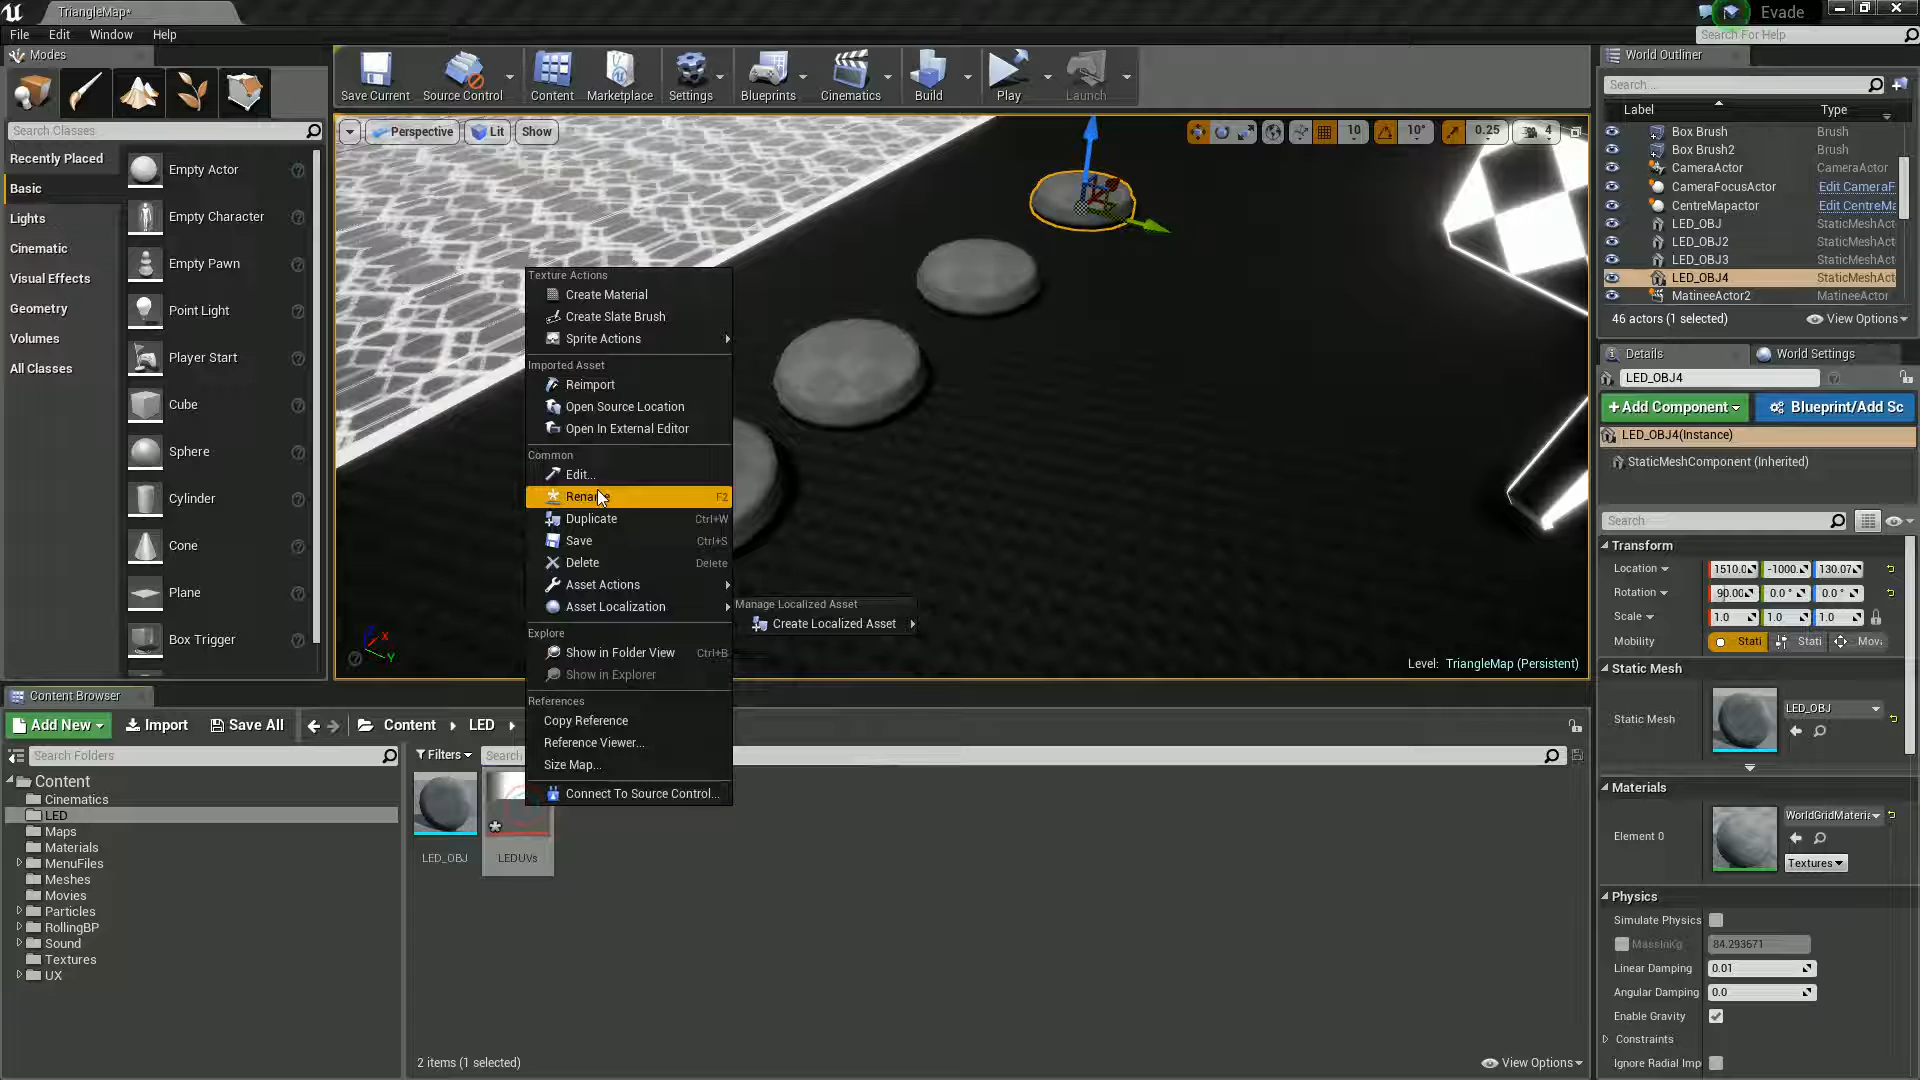 TriangleMap*
Evade
File Edit Window Help
Search For Help
Modes
Search Classes
Recently Placed
Basic
Lights
Cinematic
Visual Effects
Geometry
Volumes
All Classes
Empty Actor
Empty Character
Empty Pawn
Point Light
Player Start
Cube
Sphere
Cylinder
Cone
Plane
Box Trigger
Save Current Source Control Content Marketplace Settings Blueprints Cinematics Build Play Launch
Perspective Lit Show
10 10° 0.25 4
X
Y
Level: TriangleMap (Persistent)
Texture Actions
Create Material
Create Slate Brush
Sprite Actions
Imported Asset
Reimport
Open Source Location
Open In External Editor
Common
Edit...
Rename F2
Duplicate Ctrl+W
Save Ctrl+S
Delete Delete
Asset Actions
Asset Localization
Manage Localized Asset
Create Localized Asset
Explore
Show in Folder View Ctrl+B
Show in Explorer
References
Copy Reference
Reference Viewer...
Size Map...
Connect To Source Control...
World Outliner
Search...
Label Type
Box Brush Brush
Box Brush2 Brush
CameraActor CameraActor
CameraFocusActor Edit CameraF
CentreMapactor Edit CentreMa
LED_OBJ StaticMeshAct
LED_OBJ2 StaticMeshAct
LED_OBJ3 StaticMeshAct
LED_OBJ4 StaticMeshAct
MatineeActor2 MatineeActor
46 actors (1 selected) View Options
Details World Settings
LED_OBJ4
+Add Component Blueprint/Add Sc
LED_OBJ4(Instance)
StaticMeshComponent (Inherited)
Search
Transform
Location 1510.0 -1000. 130.07
Rotation 90.00 0.0 ° 0.0 °
Scale 1.0 1.0 1.0
Mobility Stati Stati Mov
Static Mesh
Static Mesh LED_OBJ
Materials
Element 0 WorldGridMateria
Textures
Physics
Simulate Physics
MassInKg 84.293671
Linear Damping 0.01
Angular Damping 0.0
Enable Gravity
Constraints
Ignore Radial Imp
Content Browser
Add New Import Save All Content LED
Search Folders
Filters Search
Content
Cinematics
LED
Maps
Materials
MenuFiles
Meshes
Movies
Particles
RollingBP
Sound
Textures
UX
LED_OBJ LEDUVs
2 items (1 selected) View Options